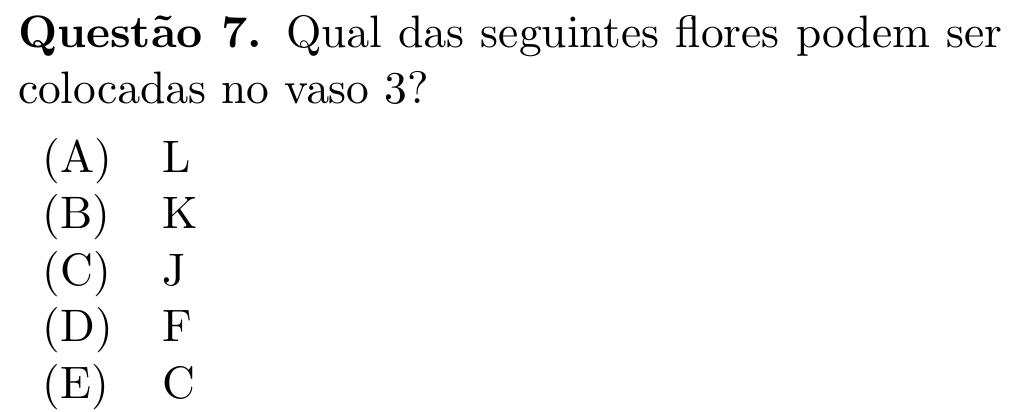 Questão 7. Qual das seguintes flores podem ser
colocadas no vaso 3?
(A) L
(B) K
(C) J
(D) F
(E) C